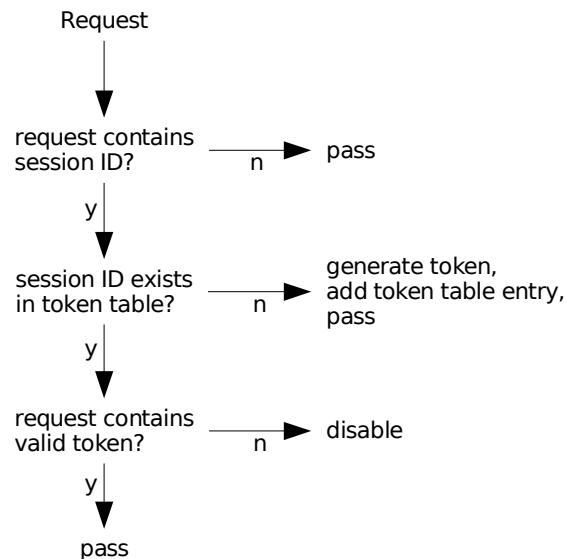 Request
request contains
session ID?
n
pass
y
session ID exists
in token table?
n
generate token,
add token table entry,
pass
y
request contains
valid token?
n
disable
y
pass